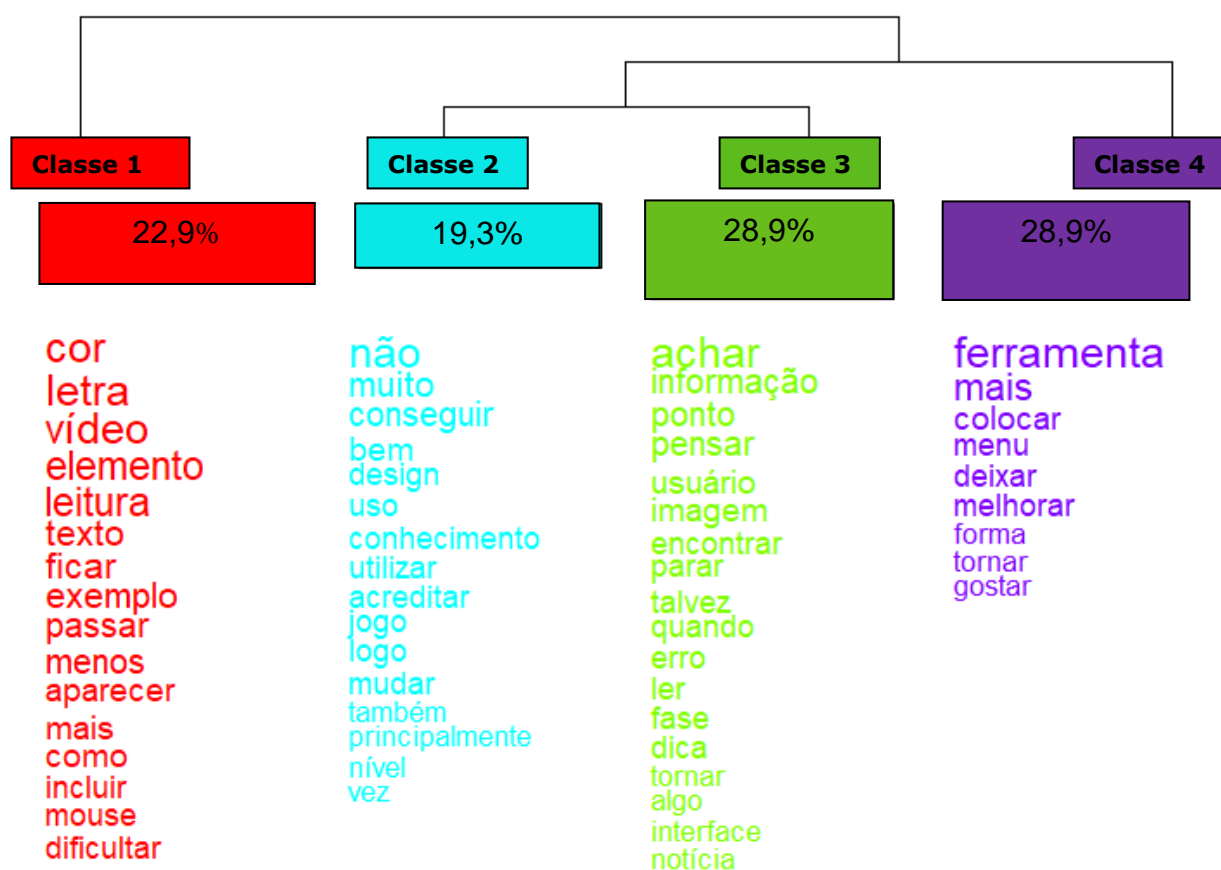 Classe 1
Classe 2
Classe 3
Classe 4
22,9%
19,3%
28,9%
28,9%
cor
letra
vídeo
elemento
leitura
texto
ficar
exemplo
passar
menos
aparecer
mais
como
incluir
mouse
dificultar
não
muito
conseguir
bem
design
uso
conhecimento
utilizar
acreditar
jogo
logo
mudar
também
principalmente
nível
vez
achar
informação
ponto
pensar
usuário
imagem
encontrar
parar
talvez
quando
erro
ler
fase
dica
tornar
algo
interface
notícia
ferramenta
mais
colocar
menu
deixar
melhorar
forma
tornar
gostar